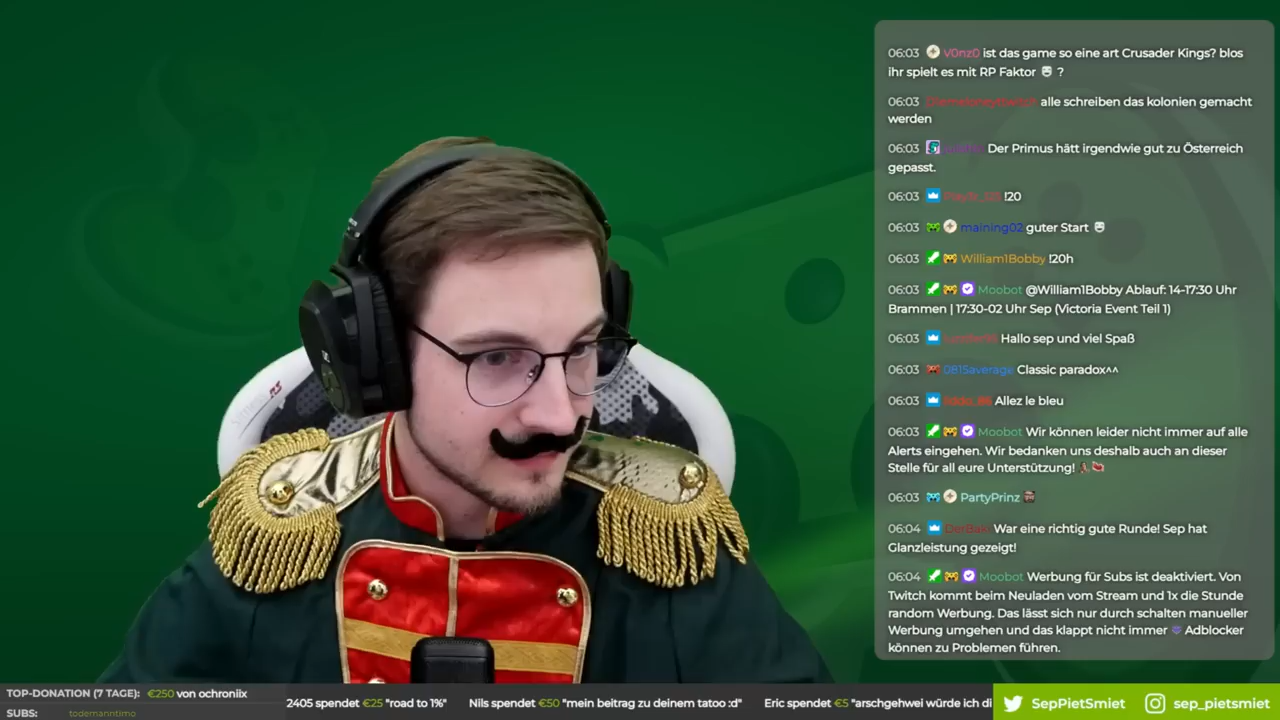 06:03 V0nz0 ist das game so eine art Crusader Kings? blos
ihr spielt es mit RP Faktor ?
06:03 alle schreiben das kolonien gemacht
werden
06:03 Der Primus hätt irgendwie gut zu Österreich
gepasst.
06:03 !20
06:03 maining02 guter Start
06:03 William1Bobby !20h
06:03 Moobot @William1Bobby Ablauf: 14-17:30 Uhr
Brammen | 17:30-02 Uhr Sep (Victoria Event Teil 1)
06:03 Hallo sep und viel Spaß
06:03 0815average Classic paradox^^
06:03 Allez le bleu
06:03 Moobot Wir können leider nicht immer auf alle
Alerts eingehen. Wir bedanken uns deshalb auch an dieser
Stelle für all eure Unterstützung!
06:03 PartyPrinz
06:04 War eine richtig gute Runde! Sep hat
Glanzleistung gezeigt!
06:04 Moobot Werbung für Subs ist deaktiviert. Von
Twitch kommt beim Neuladen vom Stream und 1x die Stunde
random Werbung. Das lässt sich nur durch schalten manueller
Werbung umgehen und das klappt nicht immer Adblocker
können zu Problemen führen.
TOP-DONATION (7 TAGE): €250 von ochroniix
SUBS: todemanntimo
2405 spendet €25 "road to 1%" Nils spendet €50 "mein beitrag zu deinem tatoo :d" Eric spendet €5 "arschgehwei würde ich di
SepPietSmiet sep_pietsmiet